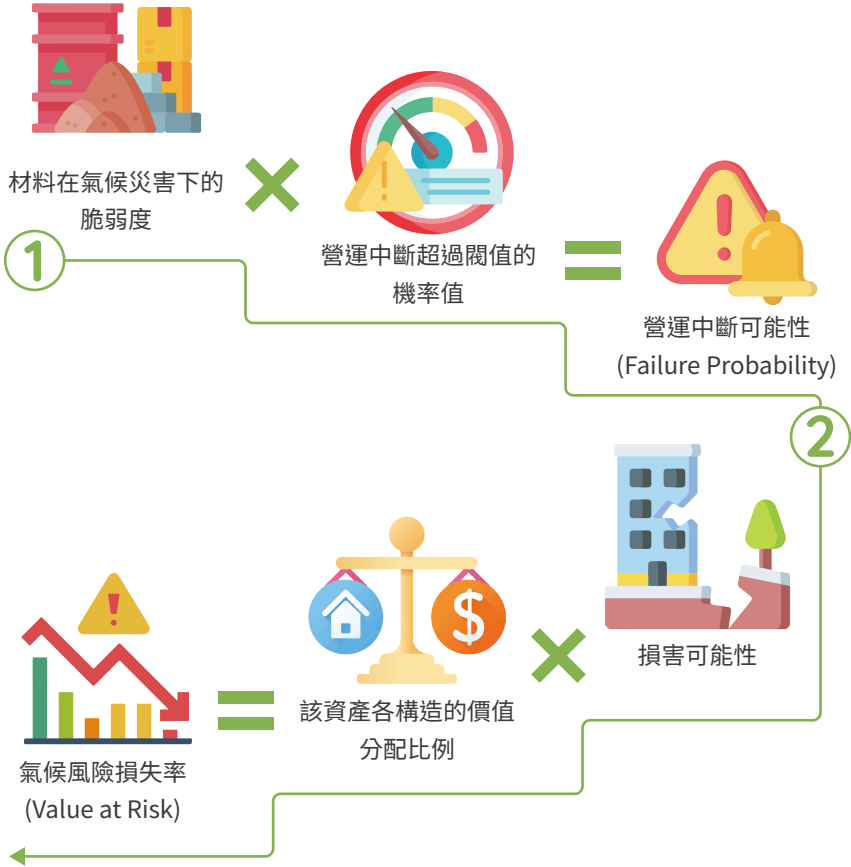 材料在氣候災害下的
脆弱度
1
營運中斷超過閥值的
機率值
營運中斷可能性
(Failure Probability)
2
損害可能性
該資產各構造的價值
分配比例
氣候風險損失率
(Value at Risk)